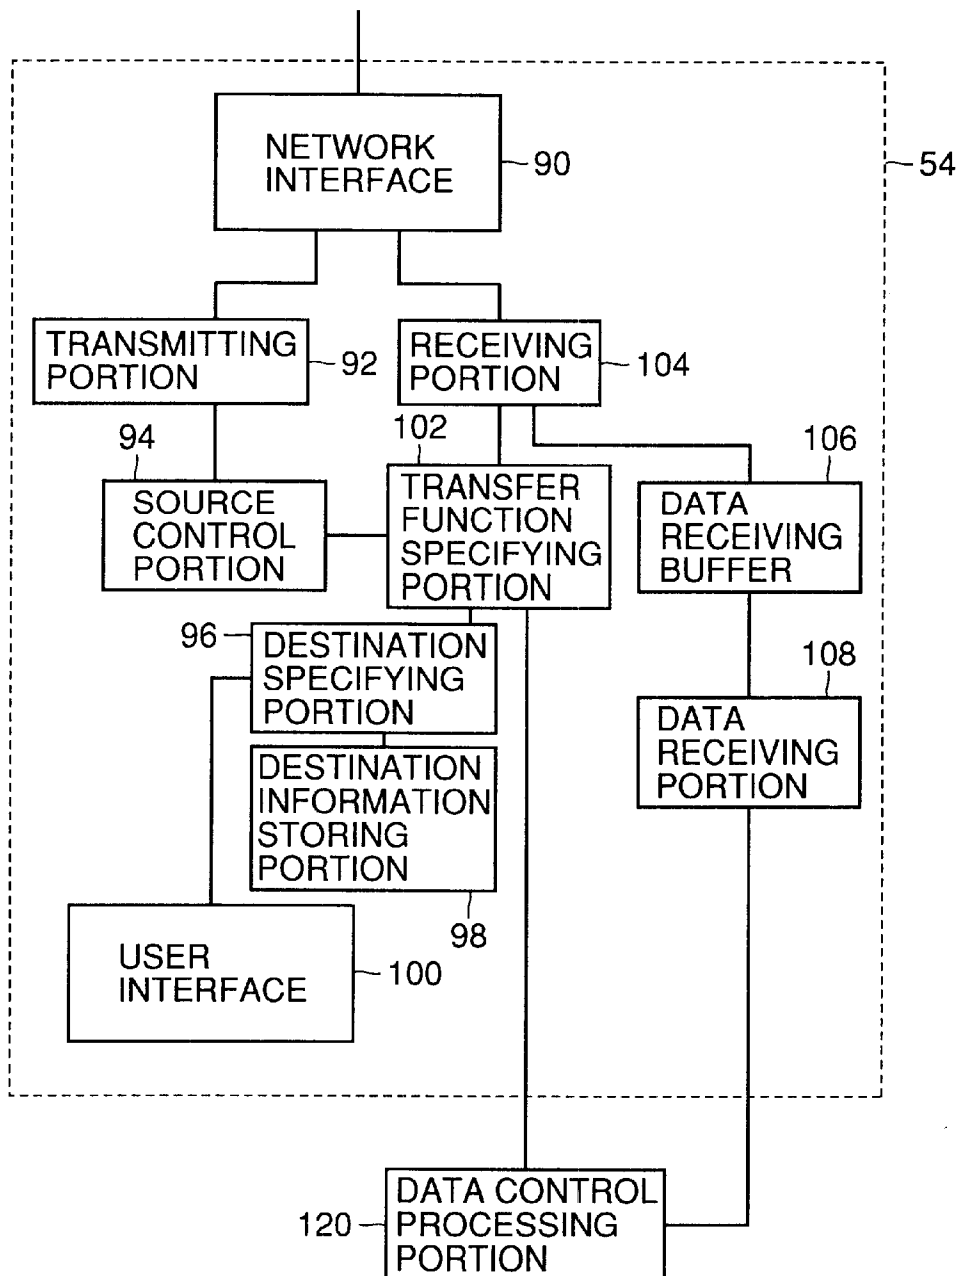 NETWORK
INTERFACE
90
54
TRANSMITTING
PORTION
92
RECEIVING
PORTION
104
94
SOURCE
CONTROL
PORTION
102
TRANSFER
FUNCTION
SPECIFYING
PORTION
106
DATA
RECEIVING
BUFFER
96
DESTINATION
SPECIFYING
PORTION
108
DATA
RECEIVING
PORTION
DESTINATION
INFORMATION
STORING
PORTION
98
USER
INTERFACE
100
120
DATA CONTROL
PROCESSING
PORTION